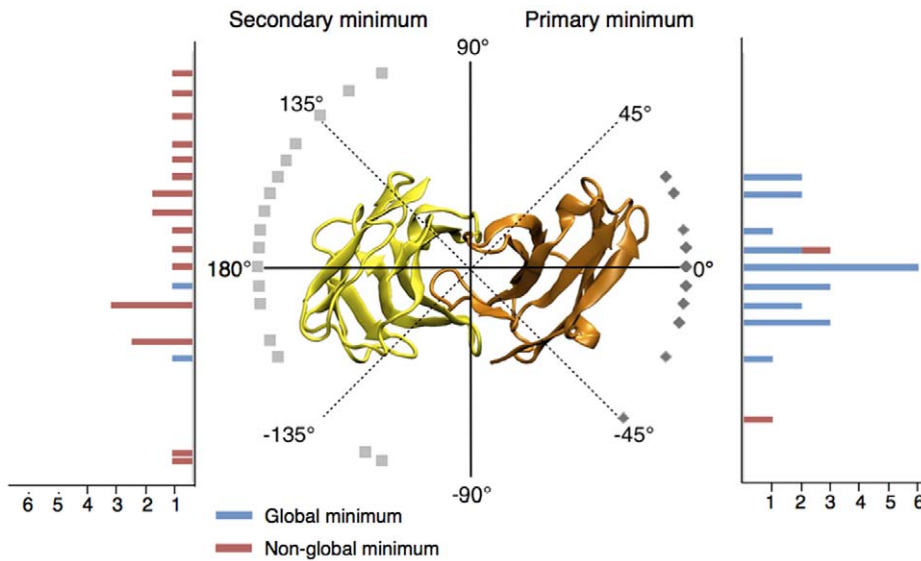 Secondary minimum Primary minimum
90°
135° 45°
180° 0°
-135° -45°
-90°
6 5 4 3 2 1 1 2 3 4 5 6
Global minimum
Non-global minimum